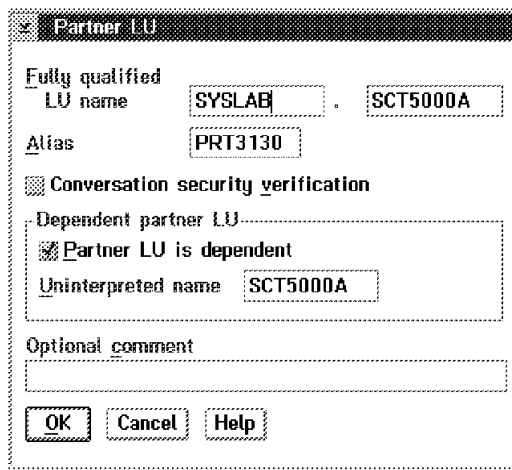 Partner LU
Fully qualified
LU name SYSLAB . SCT5000A
Alias PRT3130
Conversation security verification
Dependent partner LU
Partner LU is dependent
Uninterpreted name SCT5000A
Optional comment
OK Cancel Help